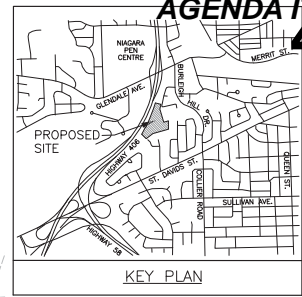 AGENDA I
4
NIAGARA
PEN
CENTRE
MERRIT ST.
BURLEIGH
HILL
DR.
GLENDALE AVE.
PROPOSED
SITE
HIGHWAY 406
ST. DAVIDS ST.
COLLIER ROAD
QUEEN ST.
SULLIVAN AVE.
HIGHWAY 58
KEY PLAN